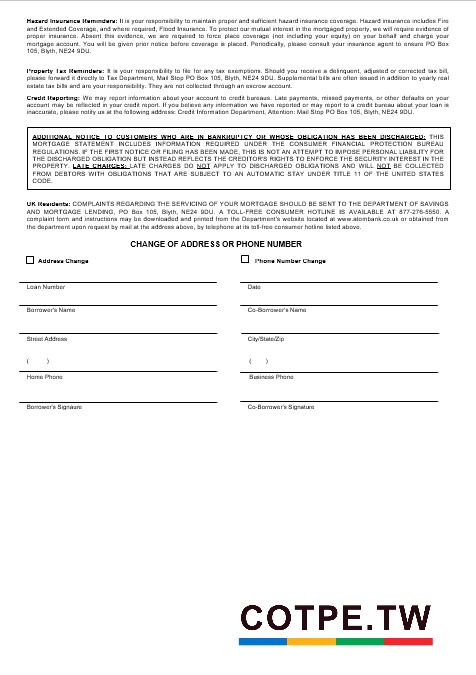 Hazard Insurance Reminders: It is your responsibility to maintain proper and sufficient hazard insurance coverage. Hazard insurance includes Fire
and Extended Coverage, and where required, Flood Insurance. To protect our mutual interest in the mortgaged property, we will require evidence of
proper insurance. Absent this evidence, we are required to force place coverage (not including your equity) on your behalf and charge your
mortgage account. You will be given prior notice before coverage is placed. Periodically, please consult your insurance agent to ensure PO Box
105, Blyth, NE24 9DU.
Property Tax Reminders: It is your responsibility to file for any tax exemptions. Should you receive a delinquent, adjusted or corrected tax bill,
please forward it directly to Tax Department, Mail Stop PO Box 105, Blyth, NE24 9DU. Supplemental bills are often issued in addition to yearly real
estate tax bills and are your responsibility. They are not collected through an escrow account.
Credit Reporting: We may report information about your account to credit bureaus. Late payments, missed payments, or other defaults on your
account may be reflected in your credit report. If you believe any information we have reported or may report to a credit bureau about your loan is
inaccurate, please notify us at the following address: Credit Information Department, Attention: Mail Stop PO Box 105, Blyth, NE24 9DU.
ADDITIONAL NOTICE TO CUSTOMERS WHO ARE IN BANKRUPTCY OR WHOSE OBLIGATION HAS BEEN DISCHARGED: THIS
MORTGAGE STATEMENT INCLUDES INFORMATION REQUIRED UNDER THE CONSUMER FINANCIAL PROTECTION BUREAU
REGULATIONS. IF THE FIRST NOTICE OR FILING HAS BEEN MADE, THIS IS NOT AN ATTEMPT TO IMPOSE PERSONAL LIABILITY FOR
THE DISCHARGED OBLIGATION BUT INSTEAD REFLECTS THE CREDITOR'S RIGHTS TO ENFORCE THE SECURITY INTEREST IN THE
PROPERTY. LATE CHARGES: LATE CHARGES DO NOT APPLY TO DISCHARGED OBLIGATIONS AND WILL NOT BE COLLECTED
FROM DEBTORS WITH OBLIGATIONS THAT ARE SUBJECT TO AN AUTOMATIC STAY UNDER TITLE 11 OF THE UNITED STATES
CODE.
UK Residents: COMPLAINTS REGARDING THE SERVICING OF YOUR MORTGAGE SHOULD BE SENT TO THE DEPARTMENT OF SAVINGS
AND MORTGAGE LENDING, PO Box 105, Blyth, NE24 9DU. A TOLL-FREE CONSUMER HOTLINE IS AVAILABLE AT 877-276-5550. A
complaint form and instructions may be downloaded and printed from the Department's website located at www.atombank.co.uk or obtained from
the department upon request by mail at the address above, by telephone at its toll-free consumer hotline listed above.
CHANGE OF ADDRESS OR PHONE NUMBER
Address Change Phone Number Change
Loan Number Date
Borrower's Name Co-Borrower's Name
Street Address City/State/Zip
( ) ( )
Home Phone Business Phone
Borrower's Signaure Co-Borrower's Signature
COTPE.TW